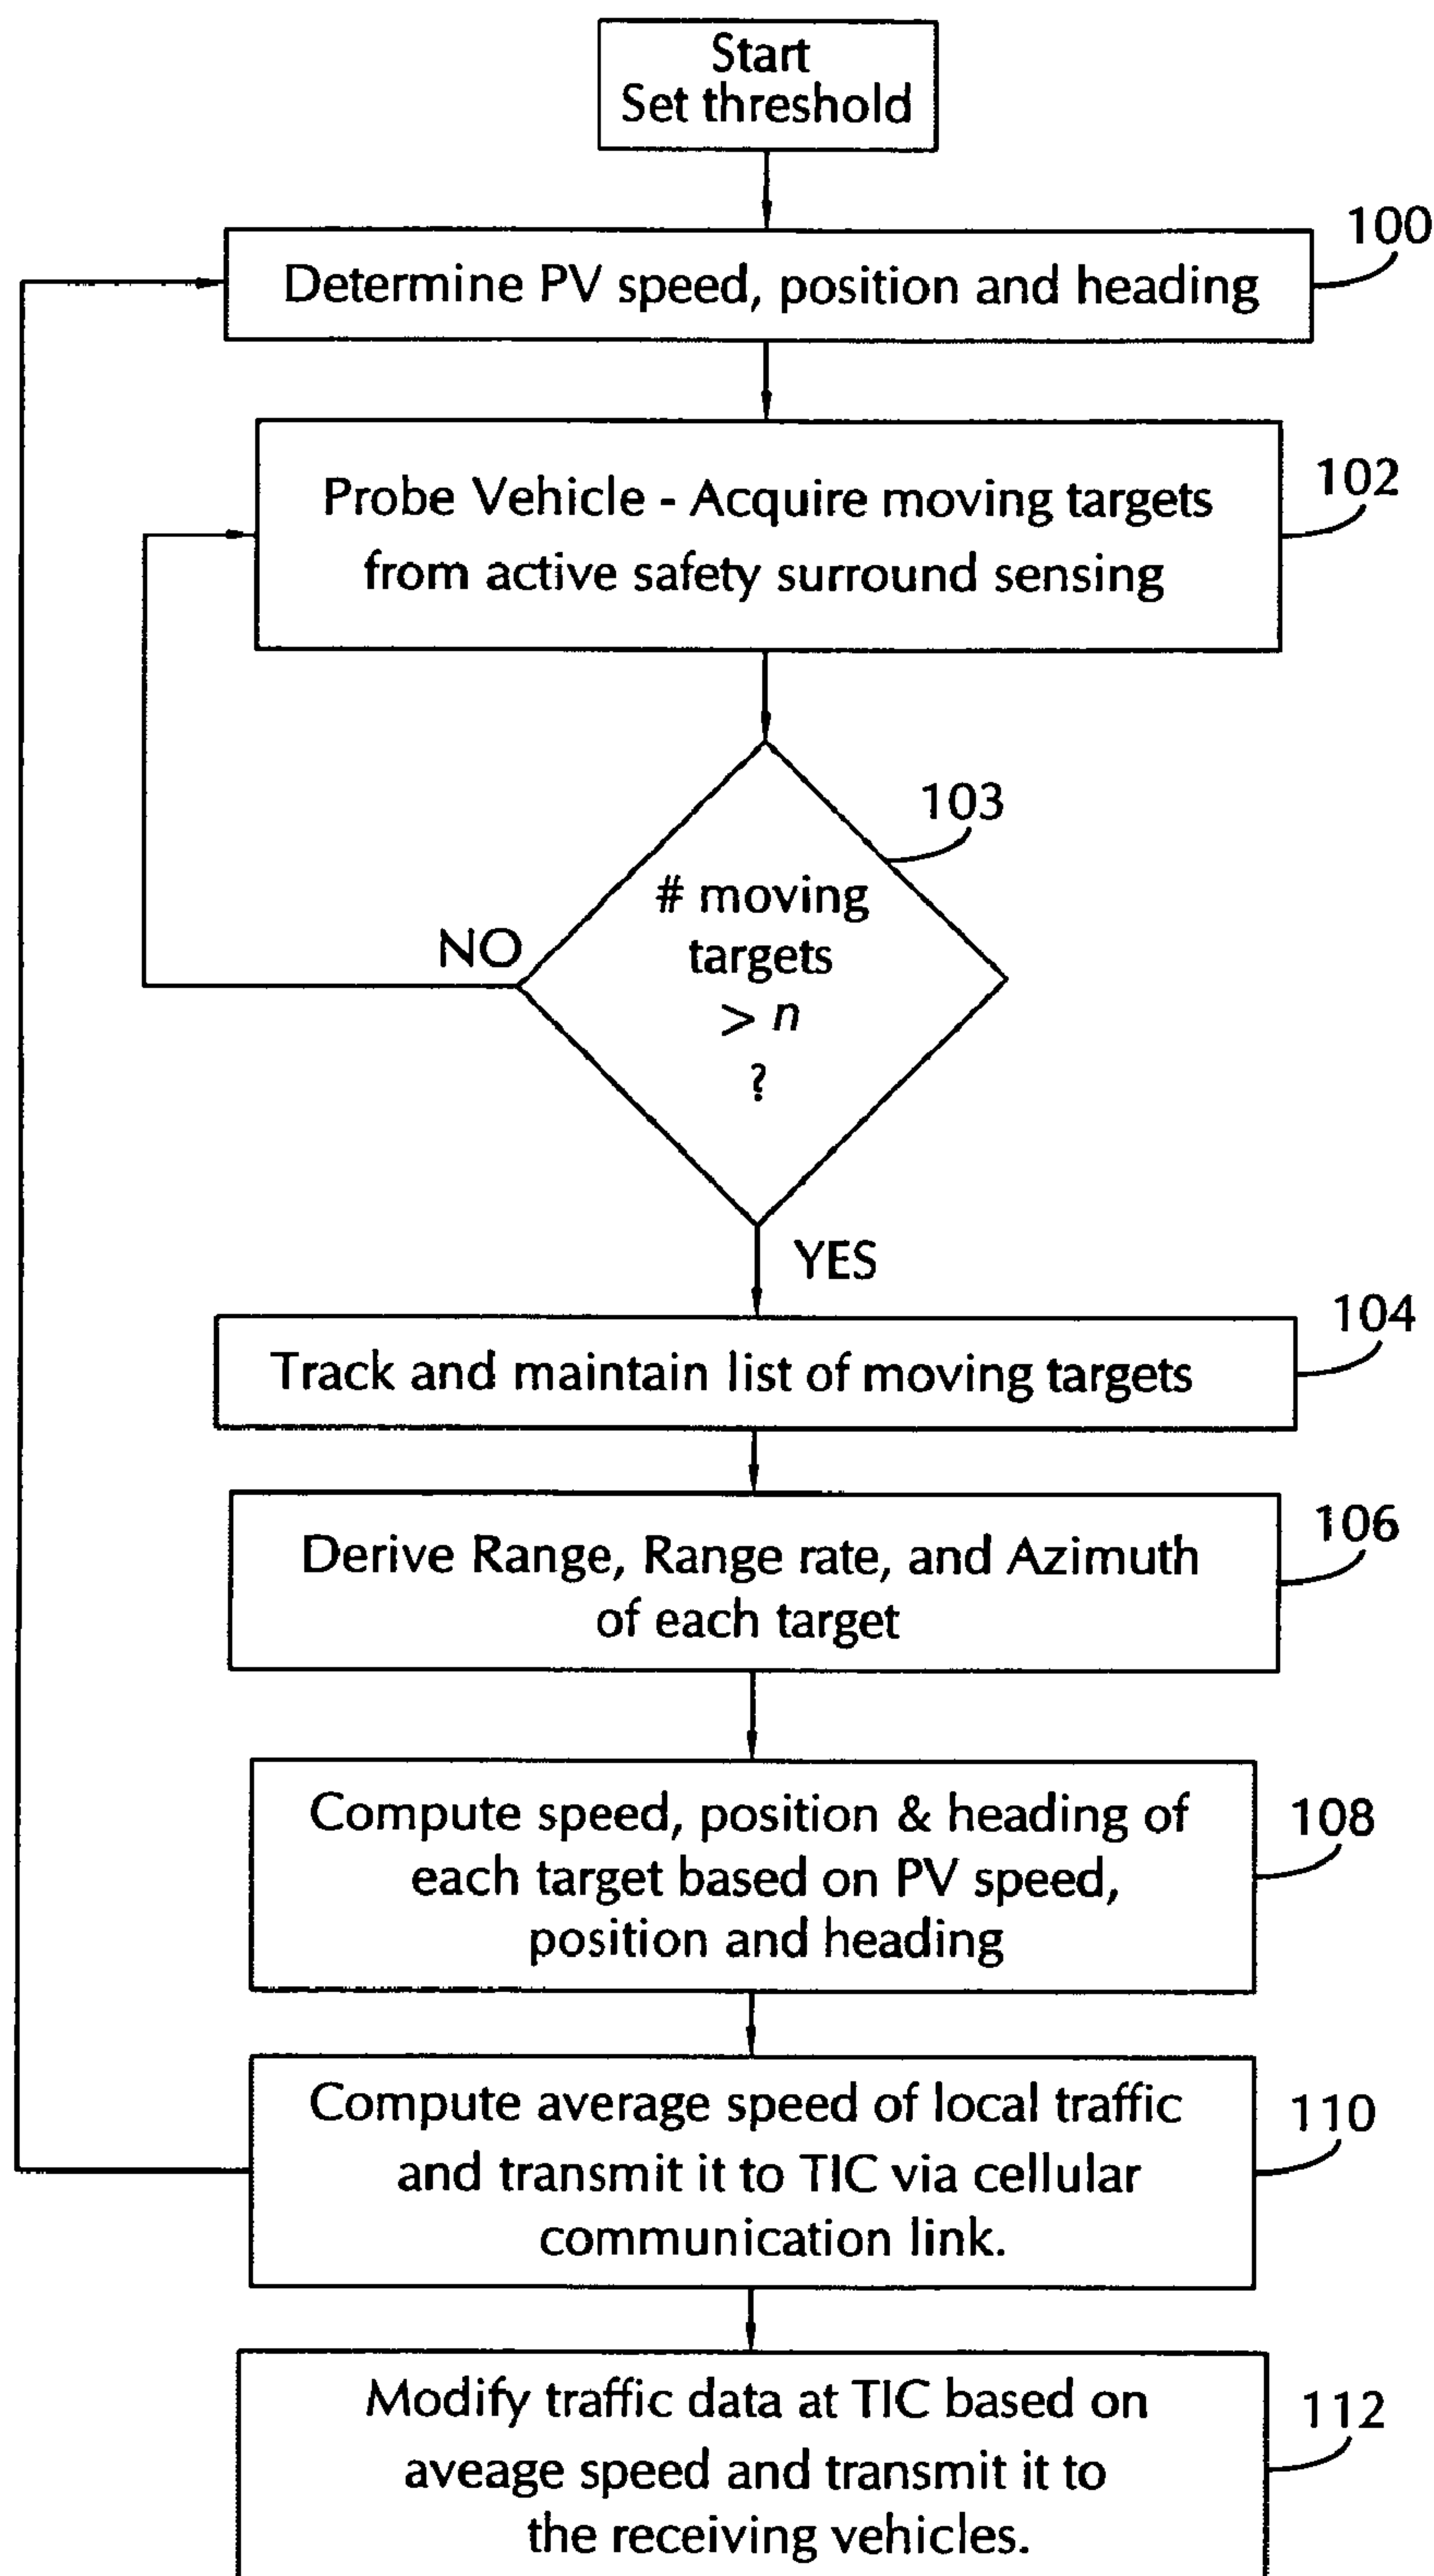 Start
Set threshold
100
Determine PV speed, position and heading
102
Probe Vehicle - Acquire moving targets
from active safety surround sensing
103
# moving
targets
> n
?
NO
YES
104
Track and maintain list of moving targets
106
Derive Range, Range rate, and Azimuth
of each target
108
Compute speed, position & heading of
each target based on PV speed,
position and heading
110
Compute average speed of local traffic
and transmit it to TIC via cellular
communication link.
112
Modify traffic data at TIC based on
aveage speed and transmit it to
the receiving vehicles.